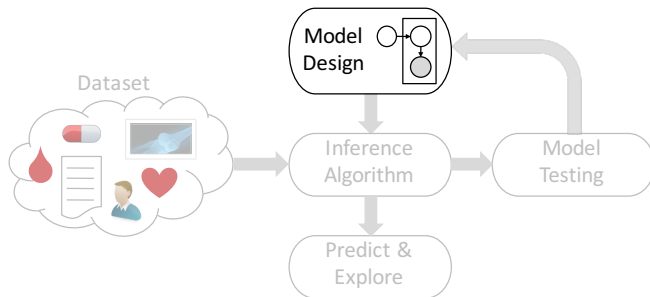 Model
Design
Dataset
Inference
Algorithm
Model
Testing
Predict &
Explore